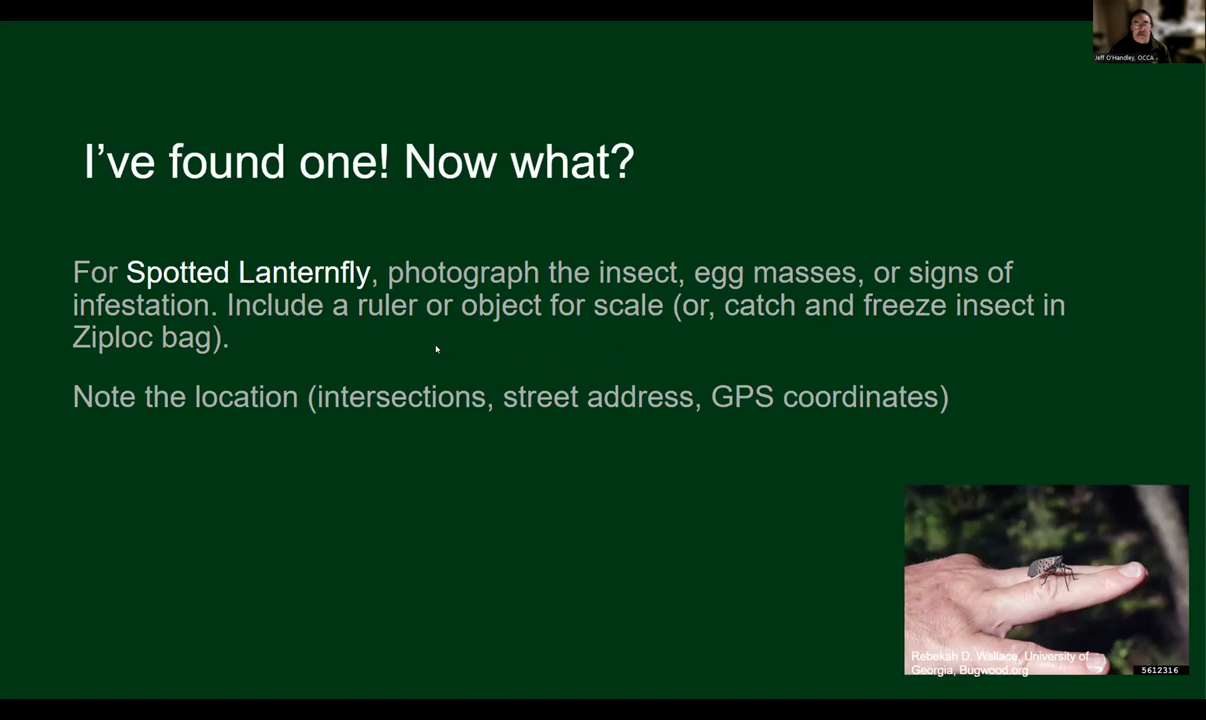 Jeff O'Handley, OCCA
I’ve found one! Now what?
For Spotted Lanternfly, photograph the insect, egg masses, or signs of
infestation. Include a ruler or object for scale (or, catch and freeze insect in
Ziploc bag).
Note the location (intersections, street address, GPS coordinates)
Rebekah D. Wallace, University of
Georgia, Bugwood.org
5612316